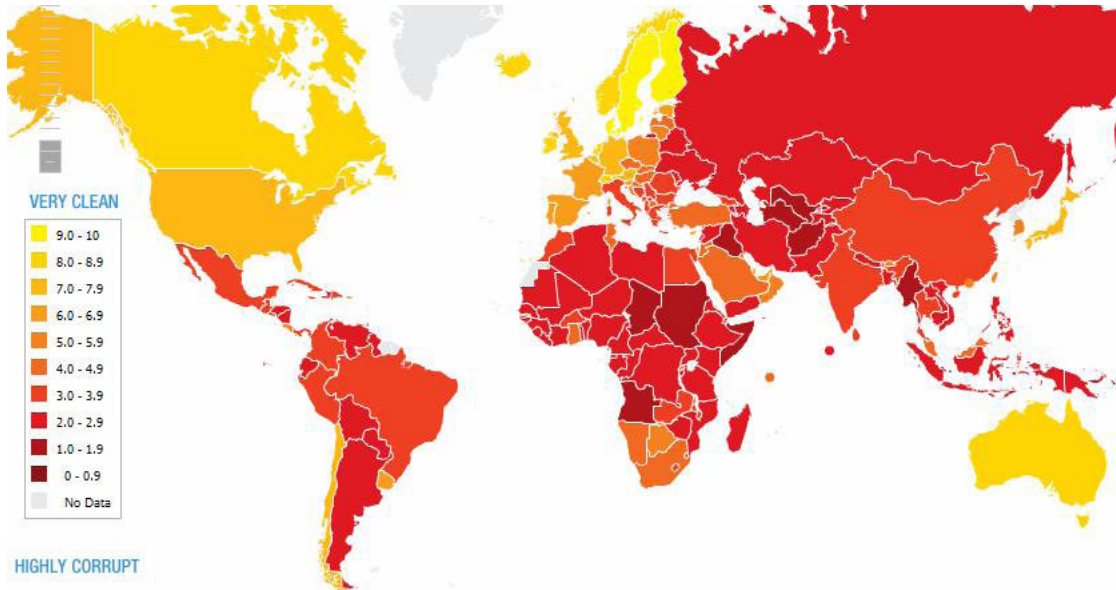 VERY CLEAN
9.0 - 10
8.0 - 8.9
7.0 - 7.9
6.0 - 6.9
5.0 - 5.9
4.0 - 4.9
3.0 - 3.9
2.0 - 2.9
1.0 - 1.9
0 - 0.9
No Data
HIGHLY CORRUPT